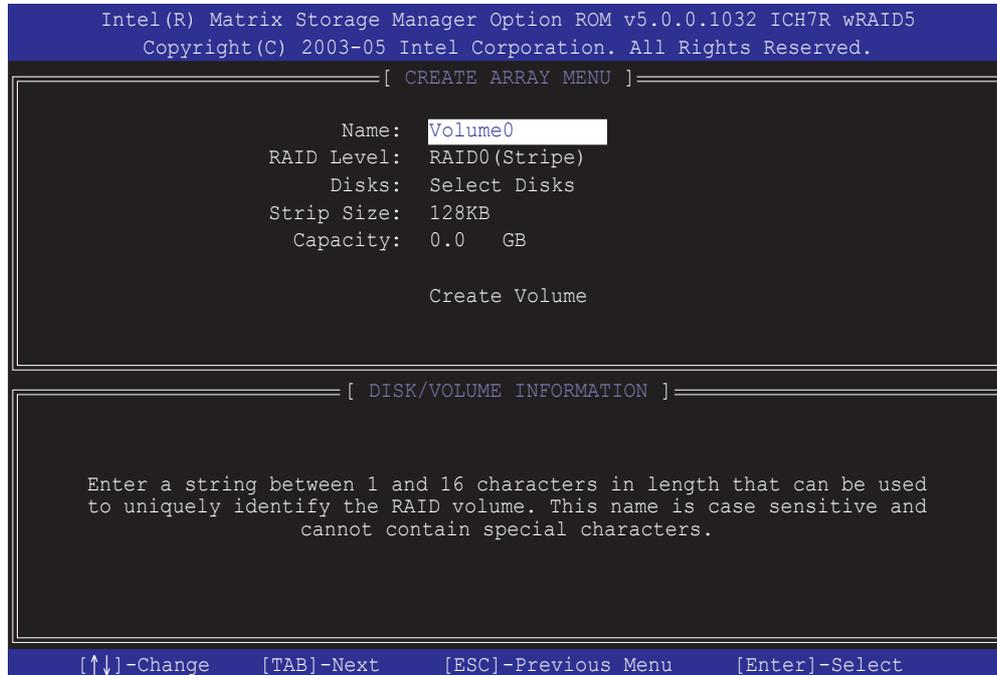 Intel(R) Matrix Storage Manager Option ROM v5.0.0.1032 ICH7R wRAID5
Copyright(C) 2003-05 Intel Corporation. All Rights Reserved.
[ CREATE ARRAY MENU ]
Name: Volume0
RAID Level: RAID0(Stripe)
Disks: Select Disks
Strip Size: 128KB
Capacity: 0.0 GB
Create Volume
[ DISK/VOLUME INFORMATION ]
Enter a string between 1 and 16 characters in length that can be used
to uniquely identify the RAID volume. This name is case sensitive and
cannot contain special characters.
[↑↓]-Change [TAB]-Next [ESC]-Previous Menu [Enter]-Select